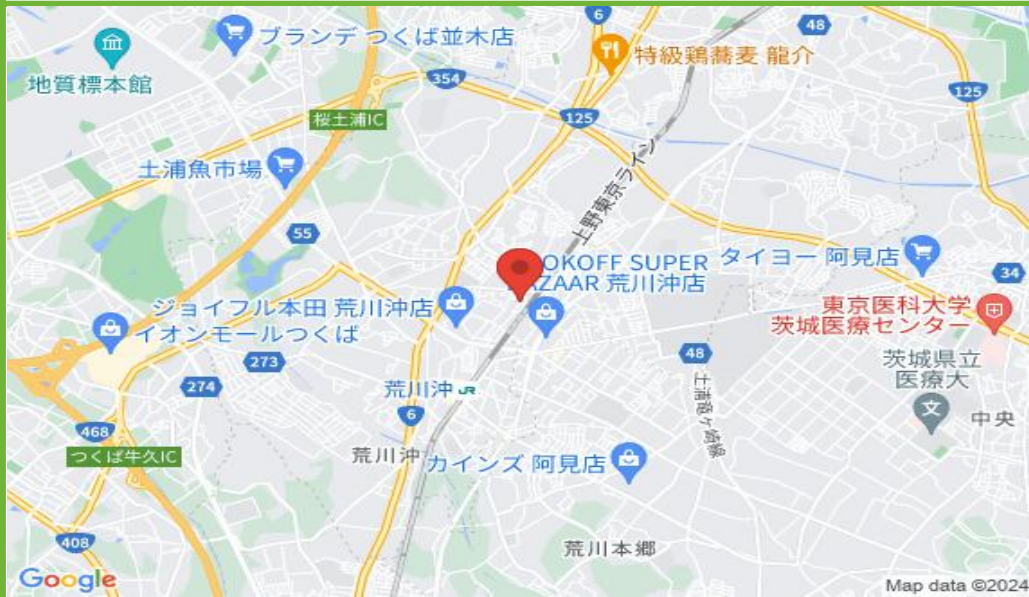 6
48
ブランデ つくば並木店
特級鶏蕎麦 龍介
地質標本館
354
125
125
桜土浦IC
土浦魚市場
上野東京ライン
55
OKOFF SUPER
AZAAR 荒川沖店
タイヨー 阿見店
34
ジョイフル本田 荒川沖店
イオンモールつくば
東京医科大学
茨城医療センター
273
48
274
荒川沖 JR
茨城県立
医療大
6
土浦竜ヶ崎線
中央
468
つくば牛久IC
荒川沖
カインズ 阿見店
408
荒川本郷
Google
Map data ©2024